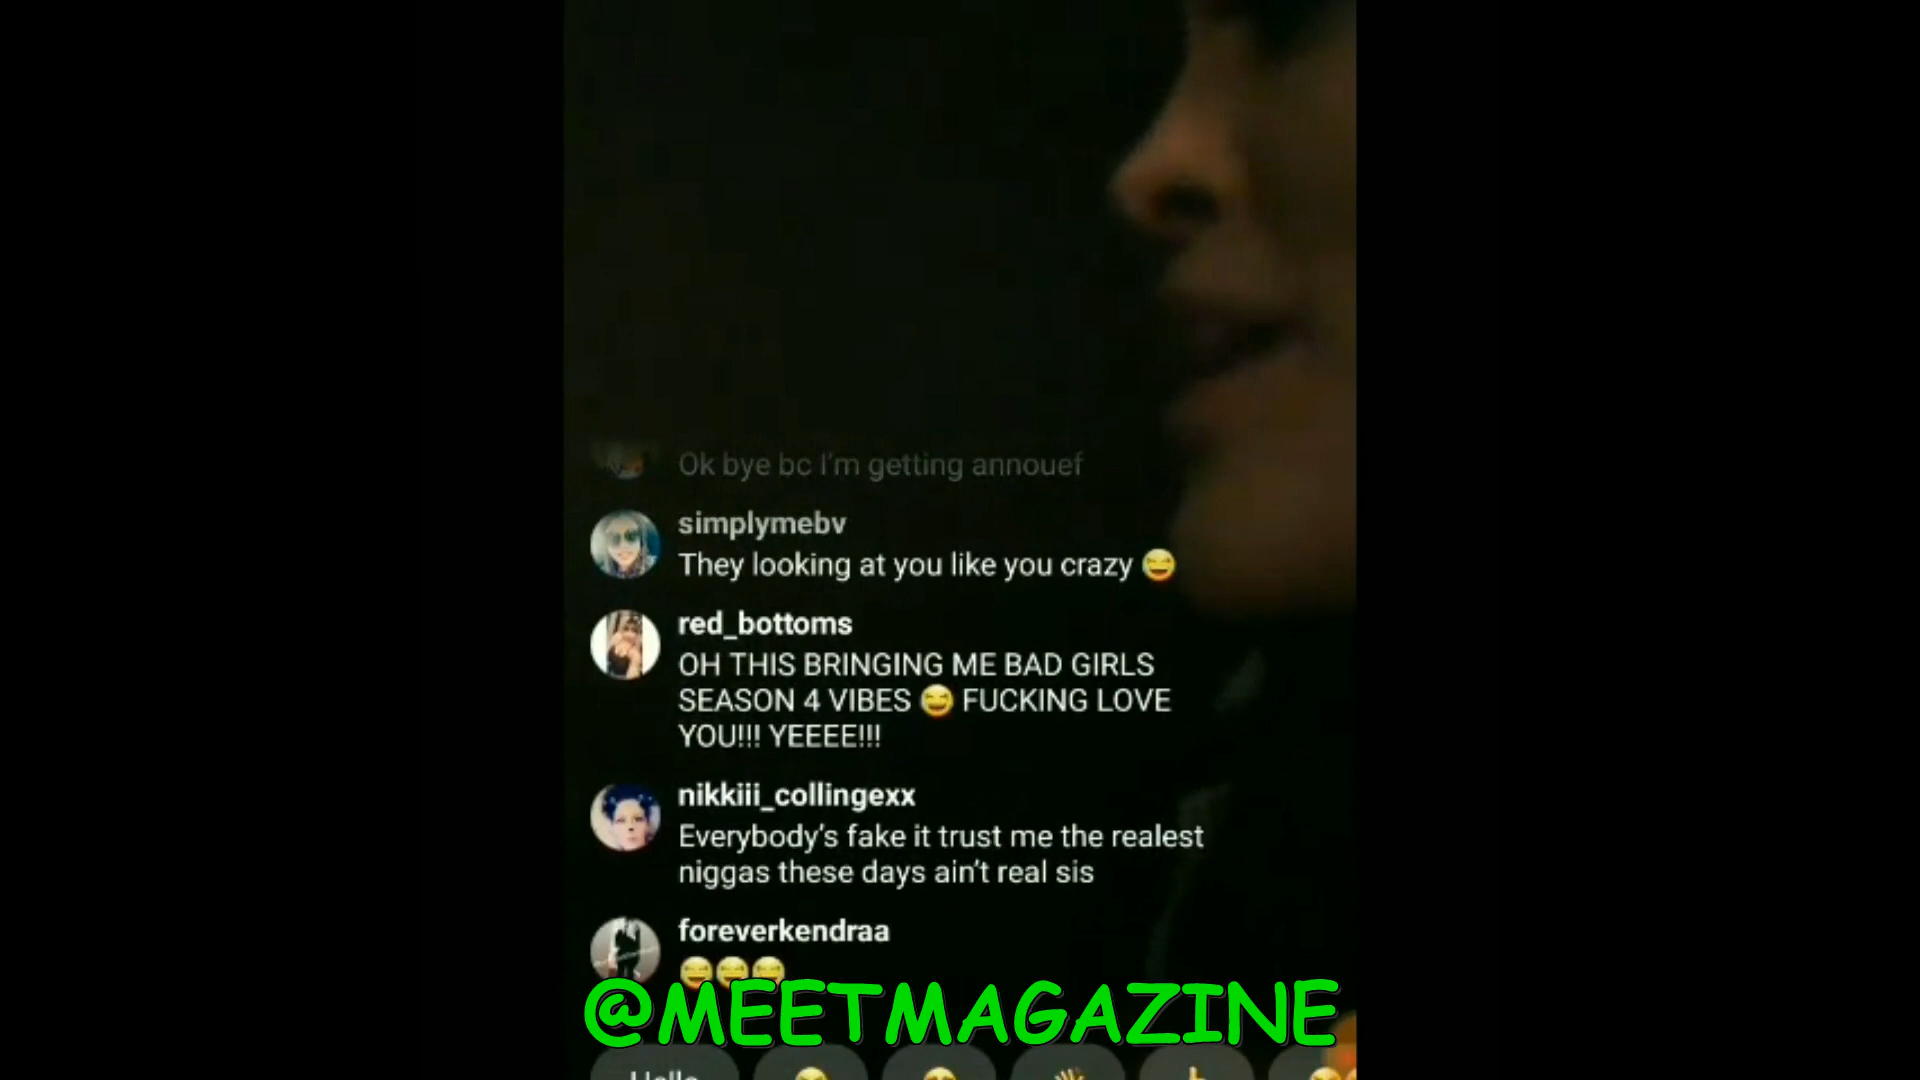 Ok bye bc I'm getting annouef
simplymebv
They looking at you like you crazy 😆
red_bottoms
OH THIS BRINGING ME BAD GIRLS
SEASON 4 VIBES 😆 FUCKING LOVE
YOU!!! YEEEE!!!
nikkiii_collingexx
Everybody's fake it trust me the realest
niggas these days ain't real sis
foreverkendraa
😆😆😆
@MEETMAGAZINE
Hello